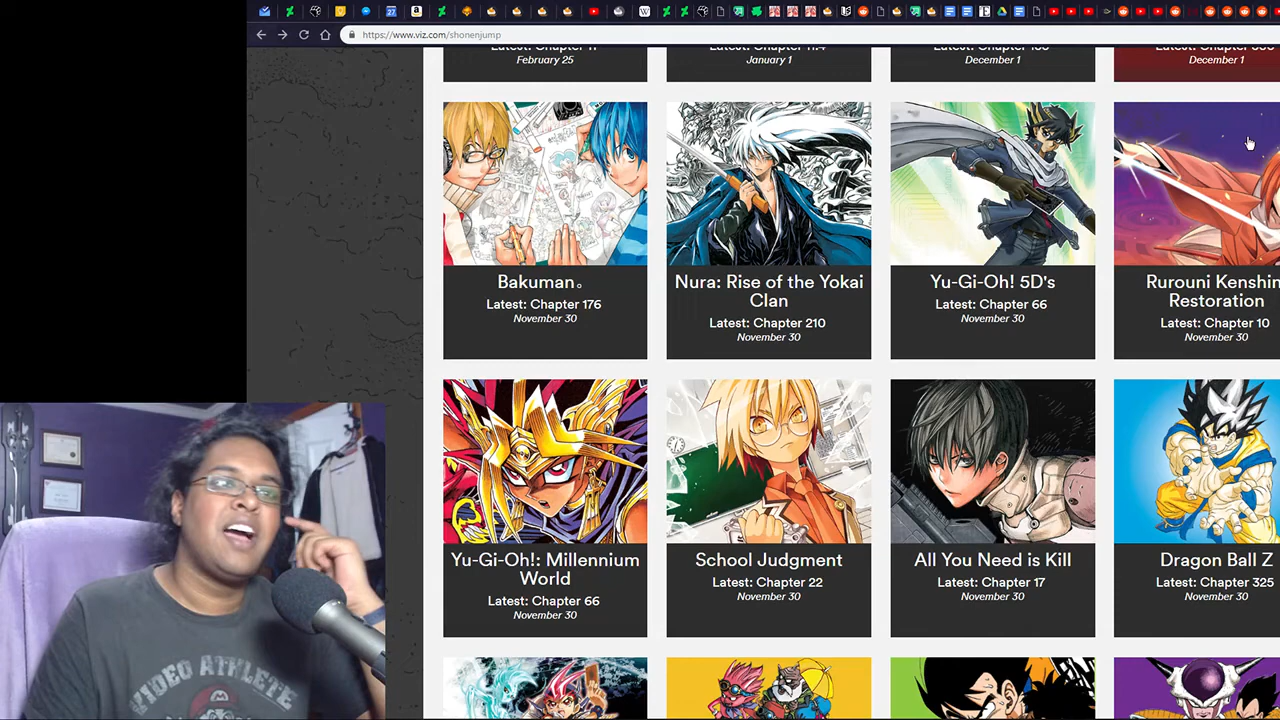 https://www.viz.com/shonenjump
February 25
January 1
December 1
December 1
Bakuman。
Latest: Chapter 176
November 30
Nura: Rise of the Yokai
Clan
Latest: Chapter 210
November 30
Yu-Gi-Oh! 5D's
Latest: Chapter 66
November 30
Rurouni Kenshin
Restoration
Latest: Chapter 10
November 30
Yu-Gi-Oh!: Millennium
World
Latest: Chapter 66
November 30
School Judgment
Latest: Chapter 22
November 30
All You Need is Kill
Latest: Chapter 17
November 30
Dragon Ball Z
Latest: Chapter 325
November 30
VIDEO ATHLETE